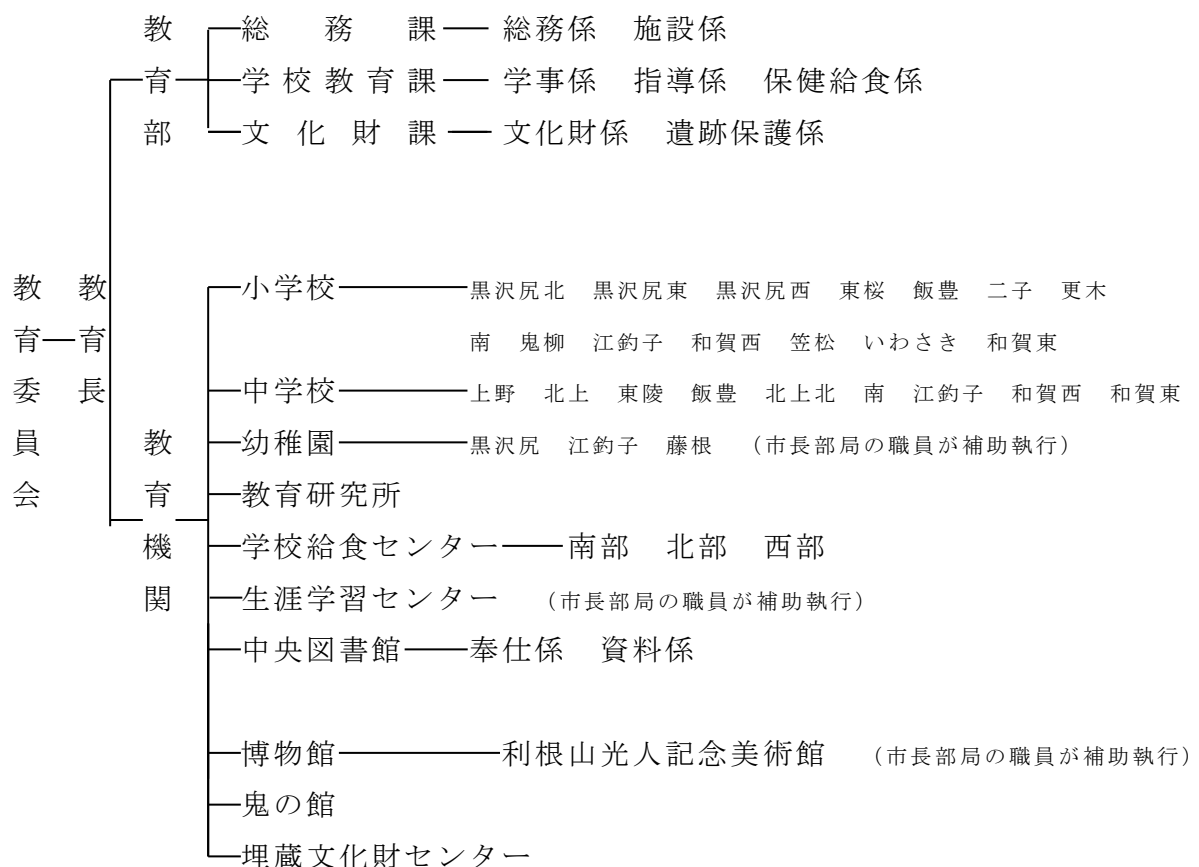 教育委員会
教育長
教育部
総務課 総務係 施設係
学校教育課 学事係 指導係 保健給食係
文化財課 文化財係 遺跡保護係
教育機関
小学校 黒沢尻北 黒沢尻東 黒沢尻西 東桜 飯豊 二子 更木
南 鬼柳 江釣子 和賀西 笠松 いわさき 和賀東
中学校 上野 北上 東陵 飯豊 北上北 南 江釣子 和賀西 和賀東
幼稚園 黒沢尻 江釣子 藤根 （市長部局の職員が補助執行）
教育研究所
学校給食センター 南部 北部 西部
生涯学習センター （市長部局の職員が補助執行）
中央図書館 奉仕係 資料係
博物館 利根山光人記念美術館 （市長部局の職員が補助執行）
鬼の館
埋蔵文化財センター